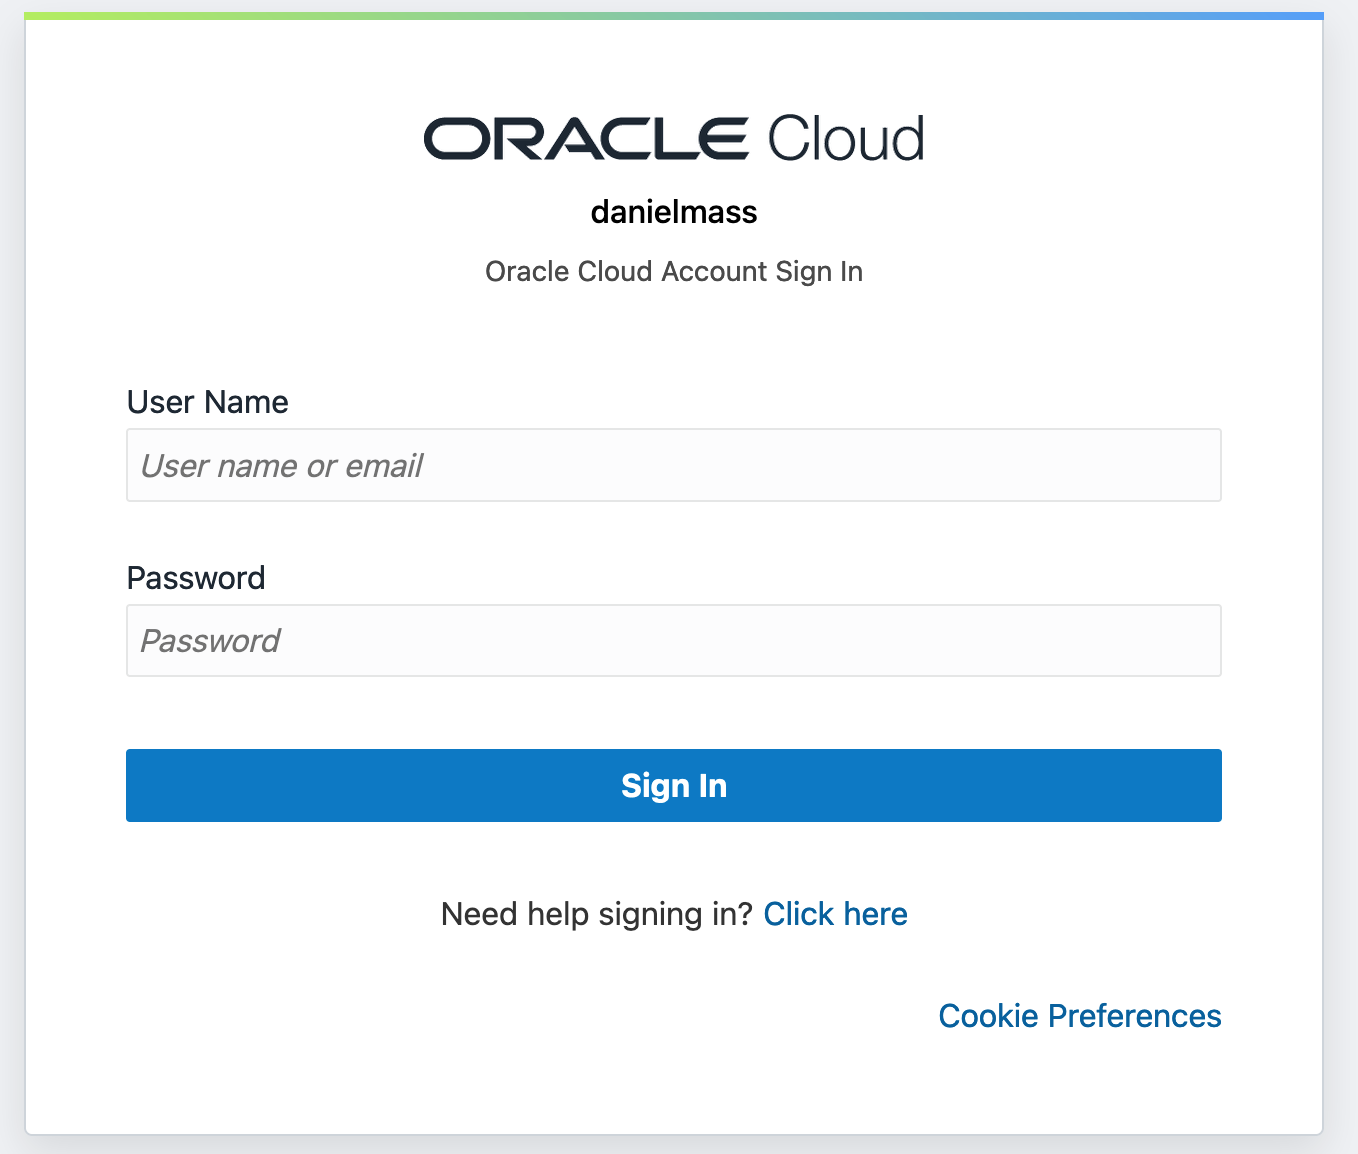 ORACLE Cloud
danielmass
Oracle Cloud Account Sign In
User Name
User name or email
Password
Password
Sign In
Need help signing in? Click here
Cookie Preferences